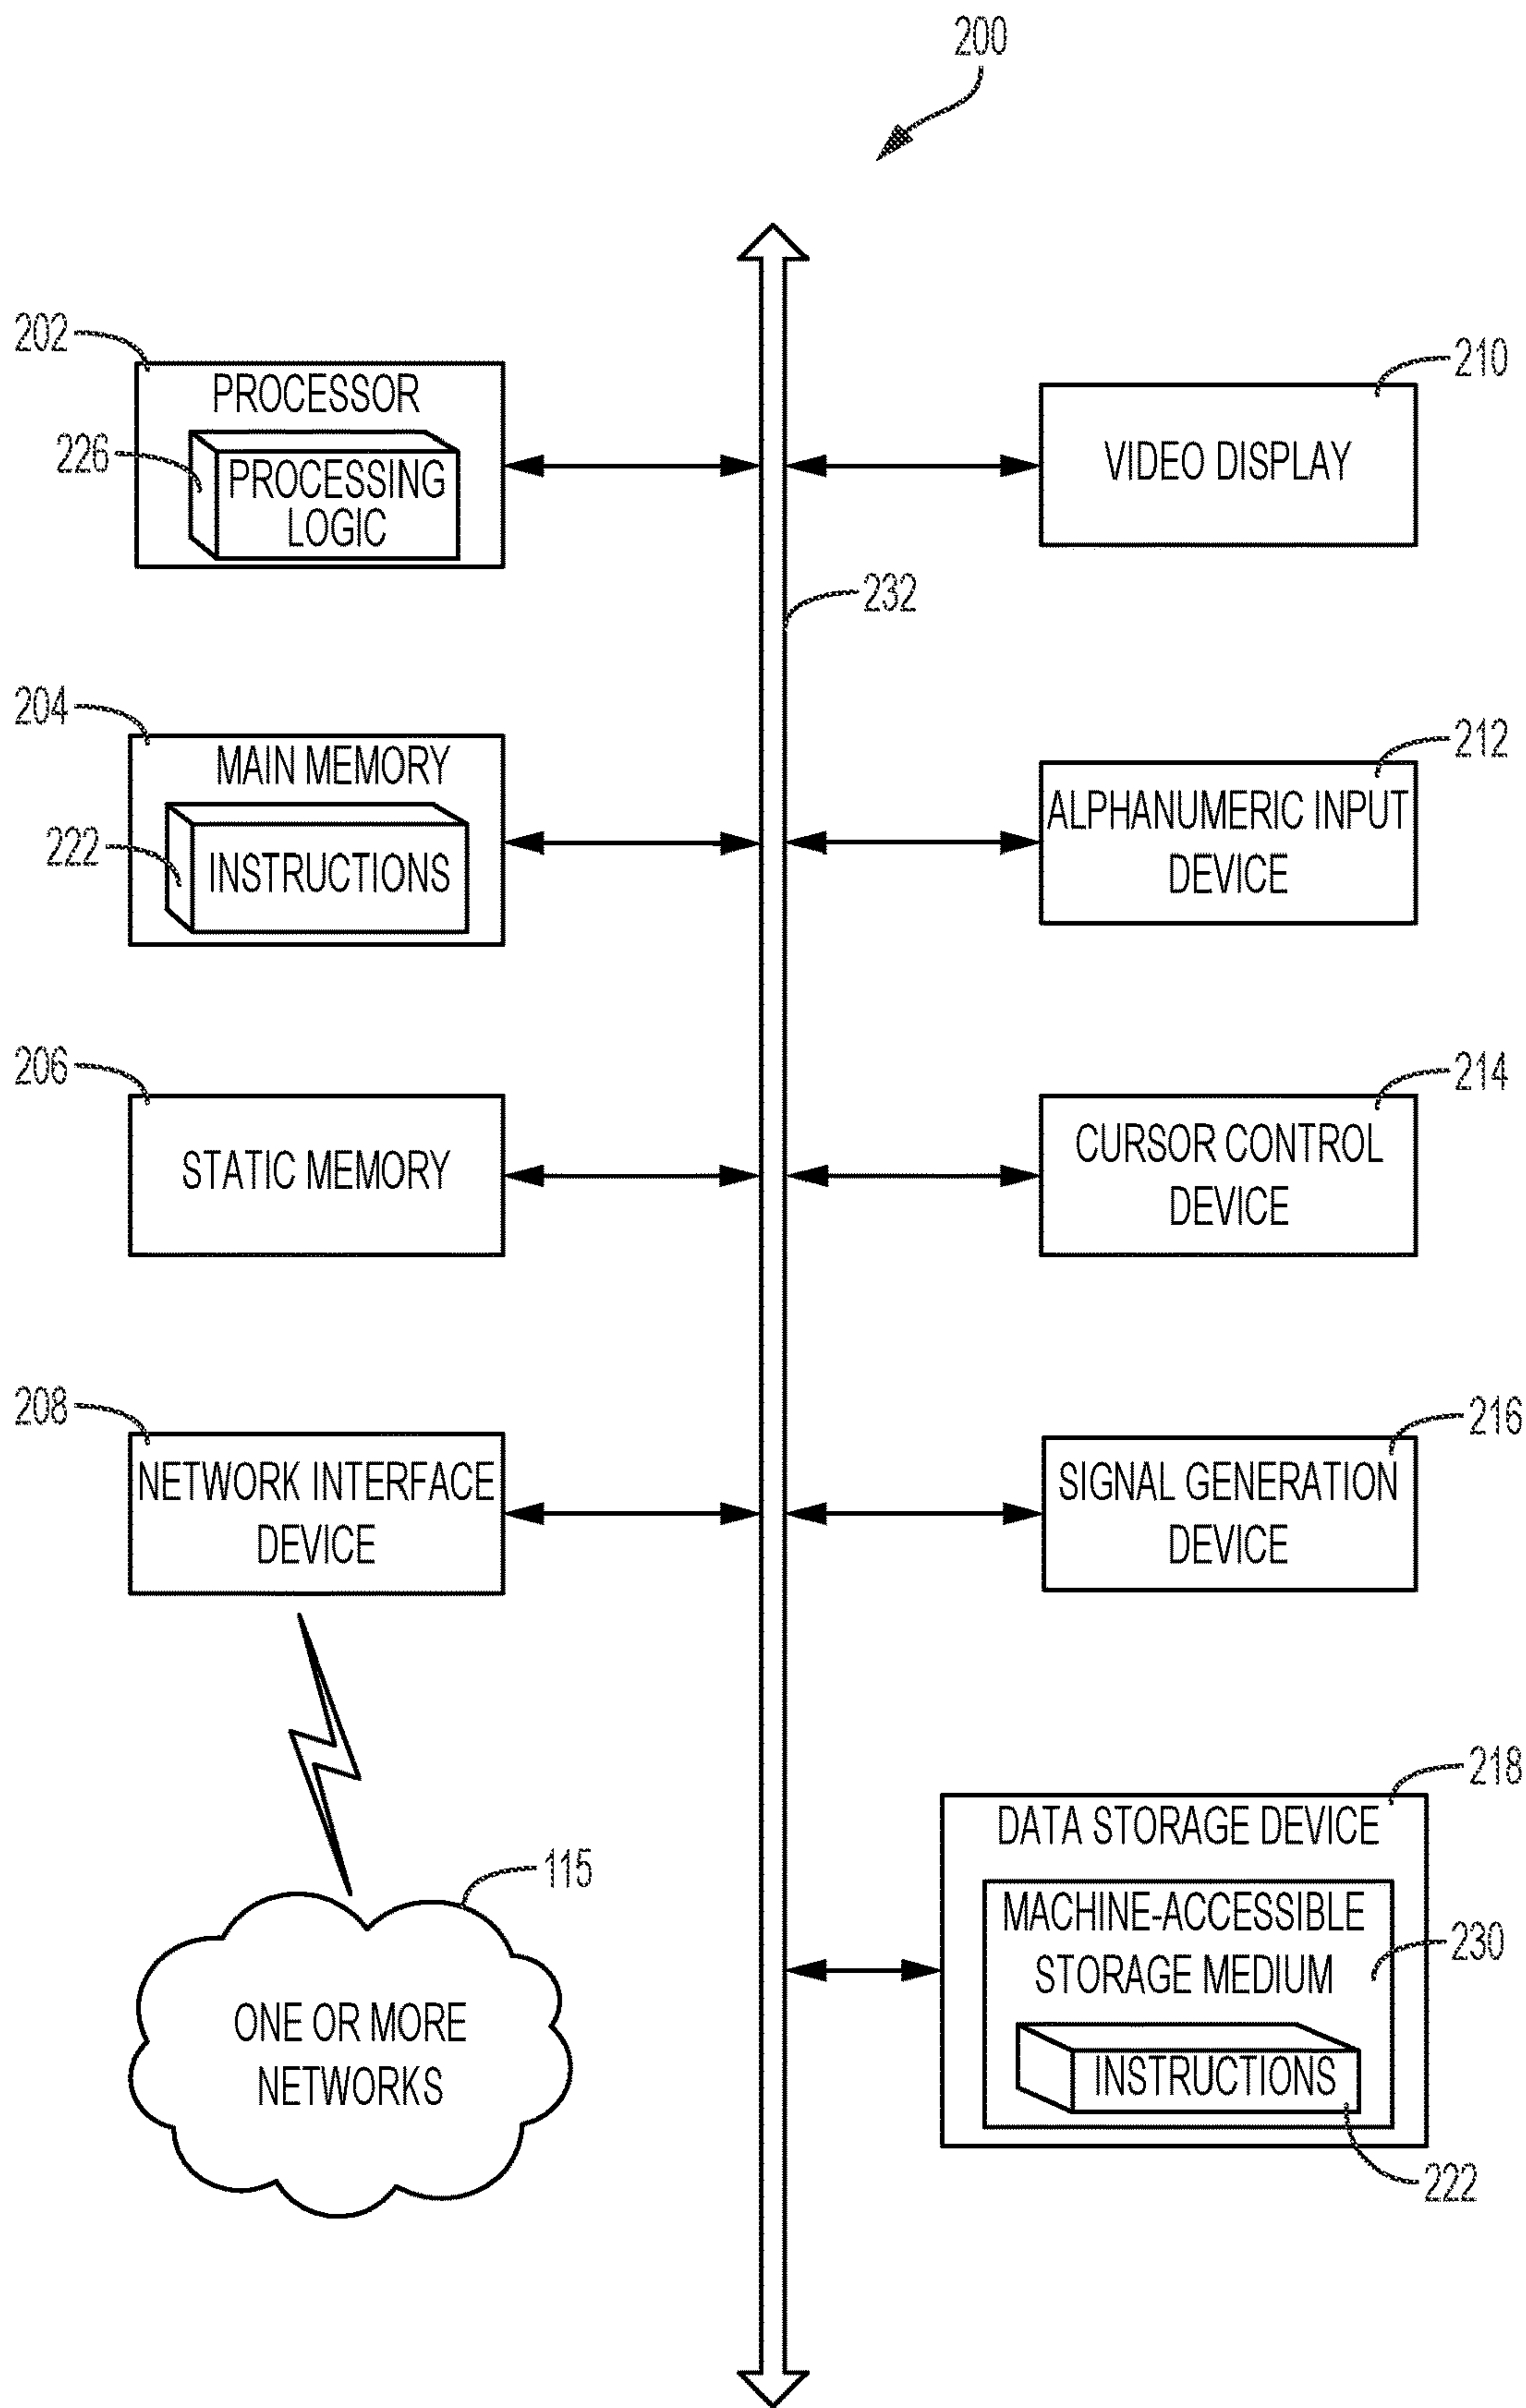 200
202
PROCESSOR
226
PROCESSING
LOGIC
210
VIDEO DISPLAY
232
204
MAIN MEMORY
222
INSTRUCTIONS
212
ALPHANUMERIC INPUT
DEVICE
206
STATIC MEMORY
214
CURSOR CONTROL
DEVICE
208
NETWORK INTERFACE
DEVICE
216
SIGNAL GENERATION
DEVICE
115
ONE OR MORE
NETWORKS
218
DATA STORAGE DEVICE
MACHINE-ACCESSIBLE
STORAGE MEDIUM
230
INSTRUCTIONS
222